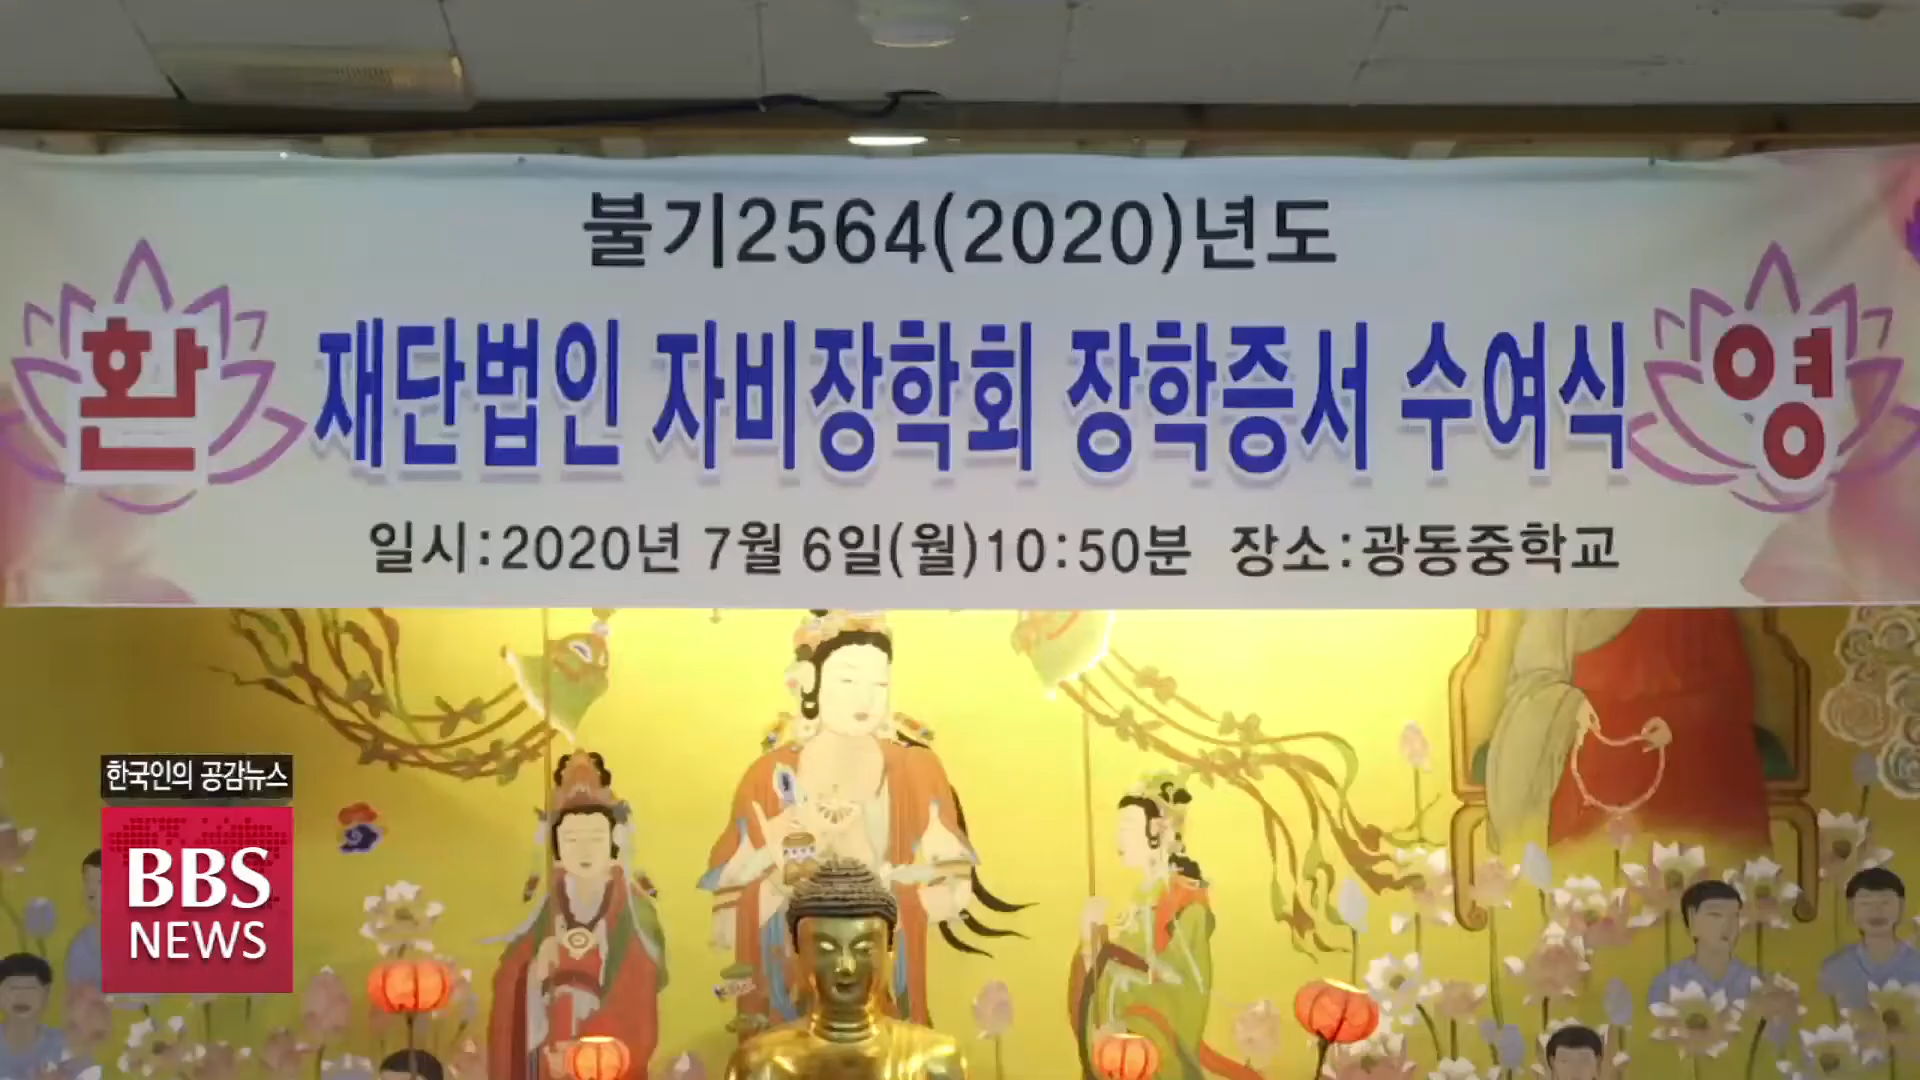 불기2564(2020)년도
환 재단법인 자비장학회 장학증서 수여식 영
일시:2020년 7월 6일(월)10:50분 장소:광동중학교
한국인의 공감뉴스
BBS
NEWS